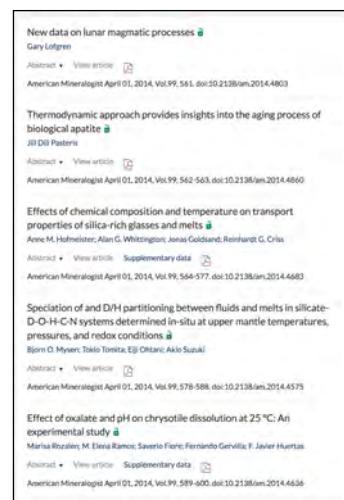 New data on lunar magmatic processes
Gary Lofgren
Abstract View article
American Mineralogist April 01, 2014, Vol.99, 561. doi:10.2138/am.2014.4803
Thermodynamic approach provides insights into the aging process of
biological apatite
Jill Dill Pasteris
Abstract View article
American Mineralogist April 01, 2014, Vol.99, 562-563. doi:10.2138/am.2014.4860
Effects of chemical composition and temperature on transport
properties of silica-rich glasses and melts
Anne M. Hofmeister; Alan G. Whittington; Jonas Goldsand; Reinhardt G. Criss
Abstract View article Supplementary data
American Mineralogist April 01, 2014, Vol.99, 564-577. doi:10.2138/am.2014.4683
Speciation of and D/H partitioning between fluids and melts in silicate-
D-O-H-C-N systems determined in-situ at upper mantle temperatures,
pressures, and redox conditions
Bjorn O. Mysen; Tokio Tomita; Eiji Ohtani; Akio Suzuki
Abstract View article
American Mineralogist April 01, 2014, Vol.99, 578-588. doi:10.2138/am.2014.4575
Effect of oxalate and pH on chrysotile dissolution at 25 °C: An
experimental study
Marisa Rozalen; M. Elena Ramos; Saverio Fiore; Fernando Gervilla; F. Javier Huertas
Abstract View article Supplementary data
American Mineralogist April 01, 2014, Vol.99, 589-600. doi:10.2138/am.2014.4636